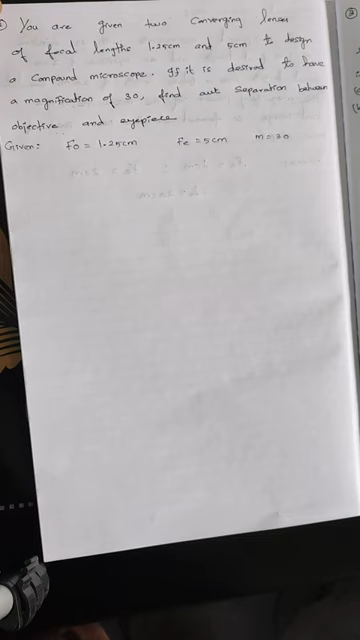 You are given two Converging lenses
of focal lengths 1.25cm and 5cm to design
a Compound microscope. If it is desired to have
a magnification of 30, find out separation between
objective and eyepiece
Given: Fo = 1.25cm Fe = 5cm m = 30